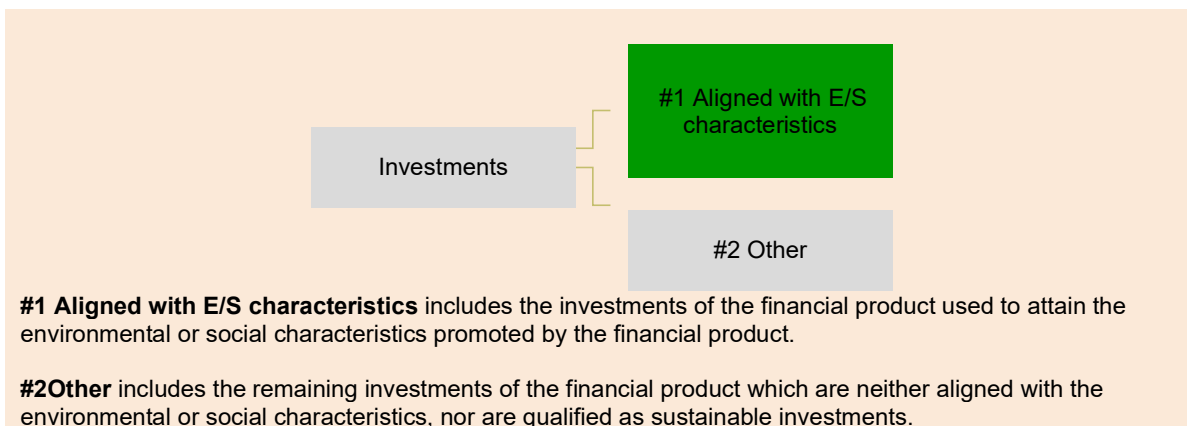 #1 Aligned with E/S
characteristics
Investments
#2 Other
#1 Aligned with E/S characteristics includes the investments of the financial product used to attain the
environmental or social characteristics promoted by the financial product.
#2Other includes the remaining investments of the financial product which are neither aligned with the
environmental or social characteristics, nor are qualified as sustainable investments.